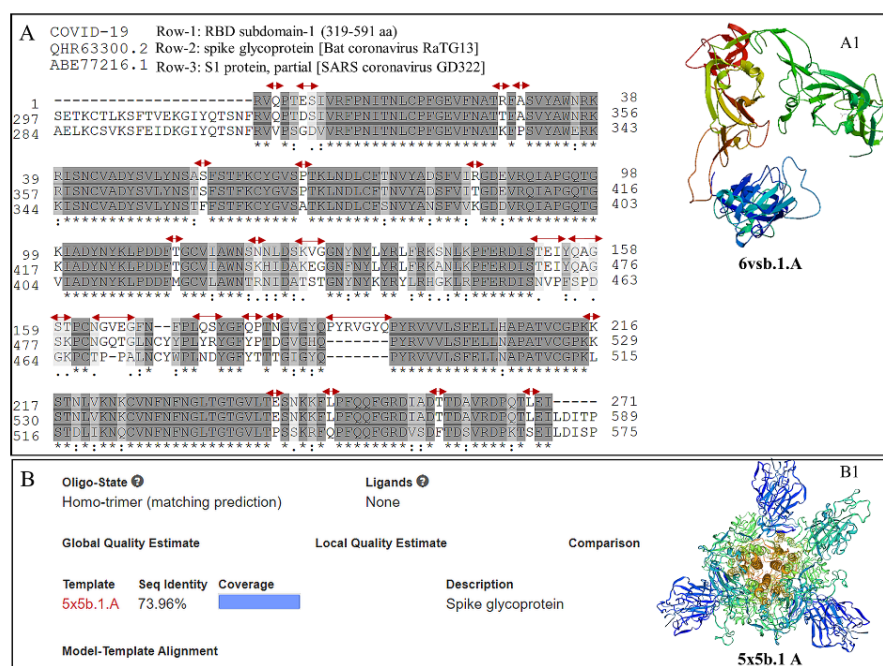 A
COVID-19 Row-1: RBD subdomain-1 (319-591 aa)
QHR63300.2 Row-2: spike glycoprotein [Bat coronavirus RaTG13]
ABE77216.1 Row-3: S1 protein, partial [SARS coronavirus GD322]
1 ----------------------RVQPTESIVRFPNITNLCPFGEVFNATRFASVYAWNRK 38
297 SETKCTLKSFTVEKGIYQTSNFRVQPTDSIVRFPNITNLCPFGEVFNATTFASVYAWNRK 356
284 AELKCSVKSFEIDKGIYQTSNFRVVPSGDVVRFPNITNLCPFGEVFNATKFPSVYAWERK 343
39 RISNCVADYSVLYNSASFSTFKCYGVSPTKLNDLCFTNVYADSFVIRGDEVRQIAPGQTG 98
357 RISNCVADYSVLYNSTSFSTFKCYGVSPTKLNDLCFTNVYADSFVITGDEVRQIAPGQTG 416
344 KISNCVADYSVLYNSTFFSTFKCYGVSATKLNDLCFSNVYADSFVVKGDDVRQIAPGQTG 403
99 KIADYNYKLPDDFTGCVIAWNSNNLDSKVGGNYNYLYRLFRKSNLKPFERDISTEIYQAG 158
417 KIADYNYKLPDDFTGCVIAWNSKHIDAKEGGNFNYLYRLFRKANLKPFERDISTEIYQAG 476
404 VIADYNYKLPDDFMGCVLAWNTRNIDATSTGNYNYKYRYLRHGKLRPFERDISNVPFSPD 463
159 STPCNGVEGFN--FPLQSYGFQPTNGVGYQPYRVGYQPYRVVVLSFELLHAPATVCGPKK 216
477 SKPCNGQTGLNCYYPLYRYGFYPTDGVGHQ-------PYRVVVLSFELLNAPATVCGPKK 529
464 GKPCTP-PALNCYWPLNDYGFYTTTGIGYQ-------PYRVVVLSFELLNAPATVCGPKL 515
217 STNLVKNKCVNFNFNGLTGTGVLTESNKKFLPFQQFGRDIADTTDAVRDPQTLEI----- 271
530 STNLVKNKCVNFNFNGLTGTGVLTESNKKFLPFQQFGRDIADTTDAVRDPQTLEILDITP 589
516 STDLIKNQCVNFNFNGLTGTGVLTPSSKRFQPFQQFGRDVSDFTDSVRDPKTSEILDISP 575
A1
6vsb.1.A
B
Oligo-State Ligands
Homo-trimer (matching prediction) None
Global Quality Estimate Local Quality Estimate Comparison
Template Seq Identity Coverage Description
5x5b.1.A 73.96% Spike glycoprotein
Model-Template Alignment
B1
5x5b.1 A